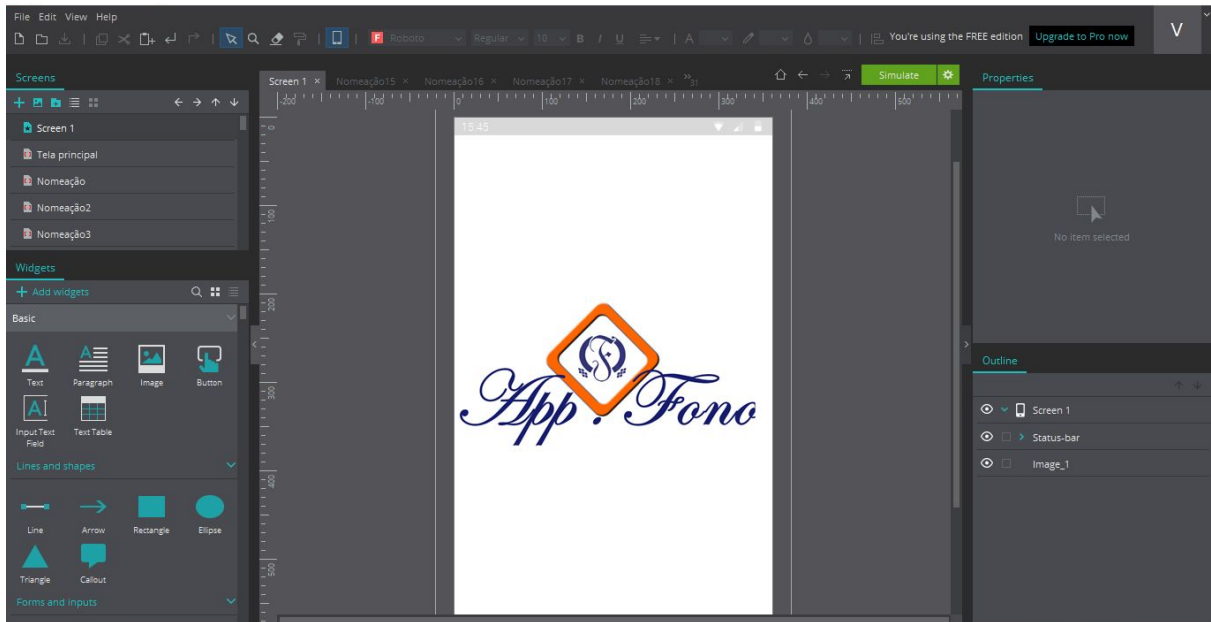 File Edit View Help
Roboto Regular 10 B I U A You're using the FREE edition Upgrade to Pro now V
Screens
Screen 1 × Nomeação15 × Nomeação16 × Nomeação17 × Nomeação18 × »31
Simulate
Properties
-200 -100 0 100 200 300 400 500
Screen 1
Tela principal
Nomeação
Nomeação2
Nomeação3
15:45
0
100
200
300
400
500
No item selected
Widgets
+ Add widgets
Basic
Text Paragraph Image Button
Input Text Field Text Table
Lines and shapes
Line Arrow Rectangle Ellipse
Triangle Callout
Forms and inputs
App . Fono
Outline
Screen 1
Status-bar
Image_1